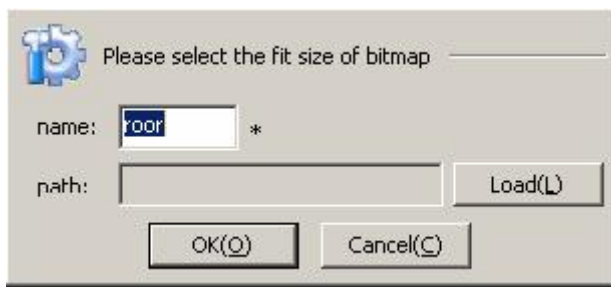 Please select the fit size of bitmap
name: roor *
path: Load(L)
OK(O) Cancel(C)